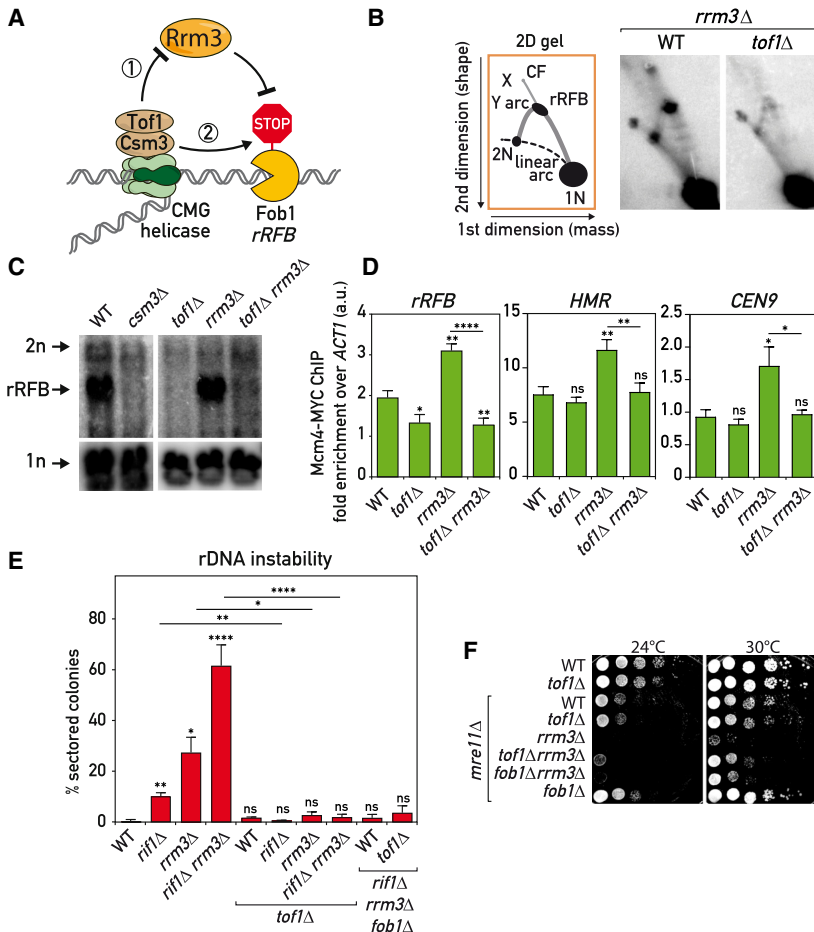 A
Rrm3
①
Tof1
②
STOP
Csm3
CMG
helicase
Fob1
rRFB
B
2D gel
2nd dimension (shape)
X
CF
rRFB
Y arc
2N
linear
arc
1N
1st dimension (mass)
rrm3Δ
WT
tof1Δ
C
WT
csm3Δ
tof1Δ
rrm3Δ
tof1Δ rrm3Δ
2n
rRFB
1n
D
Mcm4-MYC ChIP
fold enrichment over ACT1 (a.u.)
rRFB
4
3
2
1
0
*
**
****
**
WT
tof1Δ
rrm3Δ
tof1Δ rrm3Δ
HMR
15
10
5
0
ns
**
**
ns
WT
tof1Δ
rrm3Δ
tof1Δ rrm3Δ
CEN9
2.5
2.0
1.5
1.0
0.5
0
ns
*
*
ns
WT
tof1Δ
rrm3Δ
tof1Δ rrm3Δ
E
rDNA instability
% sectored colonies
80
60
40
20
0
****
*
**
****
*
**
ns
ns
ns
ns
ns
ns
WT
rif1Δ
rrm3Δ
rif1Δ rrm3Δ
WT
rif1Δ
rrm3Δ
rif1Δ rrm3Δ
WT
tof1Δ
tof1Δ
rif1Δ
rrm3Δ
fob1Δ
F
24°C
30°C
WT
tof1Δ
WT
tof1Δ
rrm3Δ
tof1Δrrm3Δ
fob1Δrrm3Δ
fob1Δ
mre11Δ